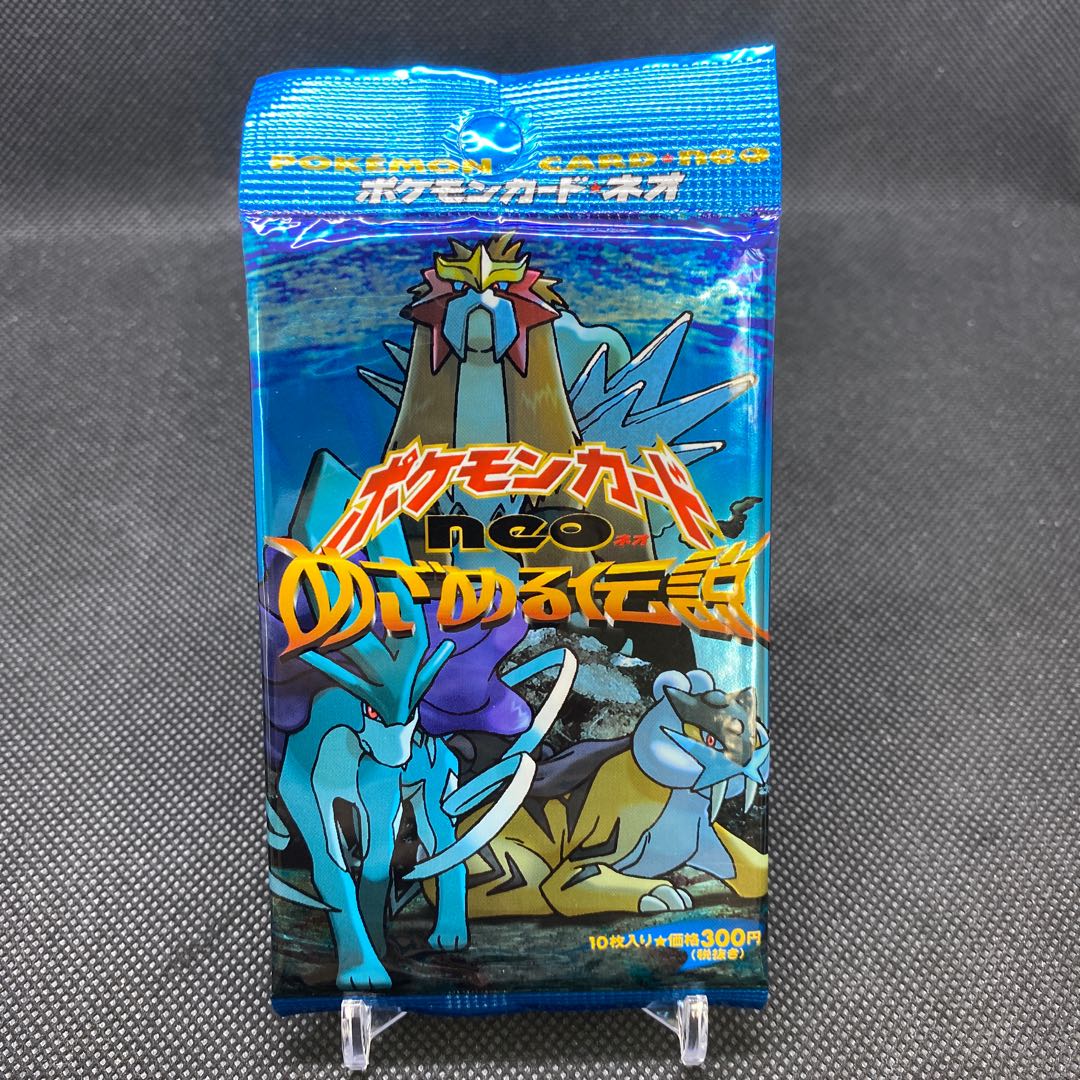 POKÉMON CARD★neo
ポケモンカード★ネオ
ポケモンカード
neo ネオ
めざめる伝説
10枚入り★価格300円
(税抜き)